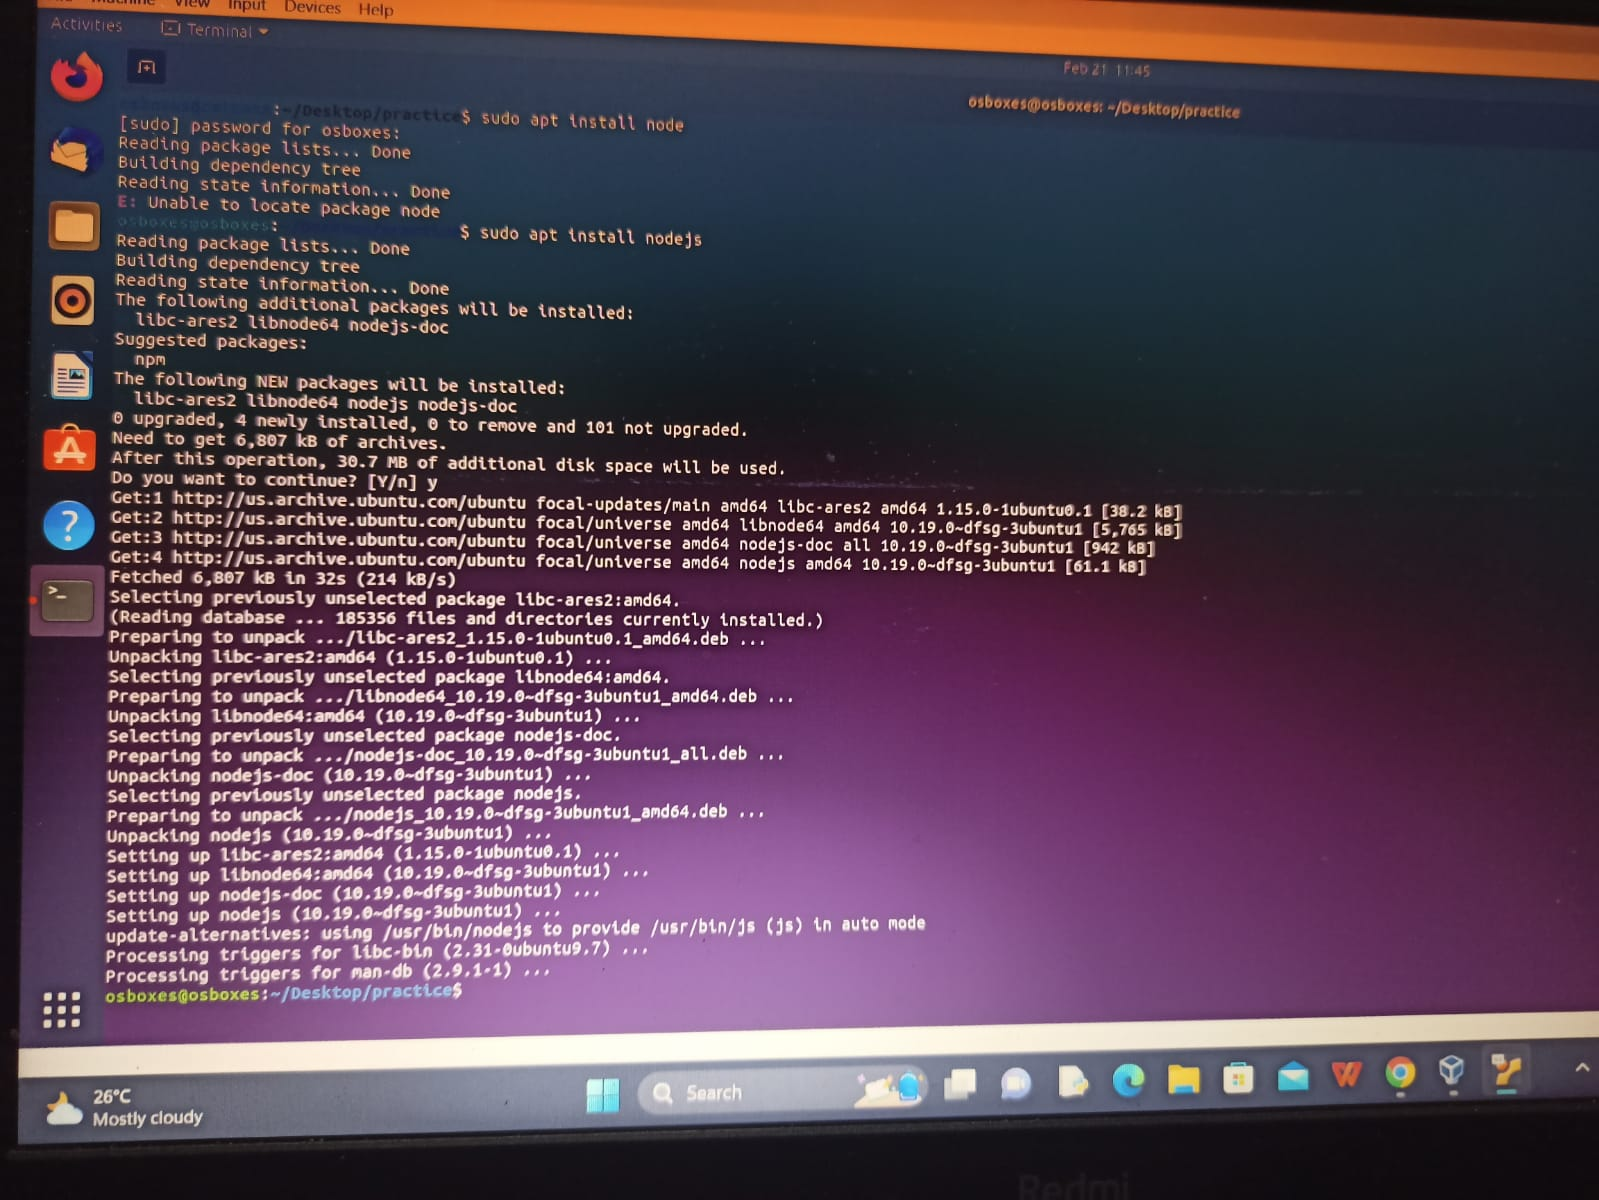 Machine View Input Devices Help
Activities Terminal
Feb 21 11:45
osboxes@osboxes: ~/Desktop/practice
:~/Desktop/practice$ sudo apt install node
[sudo] password for osboxes:
Reading package lists... Done
Building dependency tree
Reading state information... Done
E: Unable to locate package node
osboxes@osboxes: $ sudo apt install nodejs
Reading package lists... Done
Building dependency tree
Reading state information... Done
The following additional packages will be installed:
libc-ares2 libnode64 nodejs-doc
Suggested packages:
npm
The following NEW packages will be installed:
libc-ares2 libnode64 nodejs nodejs-doc
0 upgraded, 4 newly installed, 0 to remove and 101 not upgraded.
Need to get 6,807 kB of archives.
After this operation, 30.7 MB of additional disk space will be used.
Do you want to continue? [Y/n] y
Get:1 http://us.archive.ubuntu.com/ubuntu focal-updates/main amd64 libc-ares2 amd64 1.15.0-1ubuntu0.1 [38.2 kB]
Get:2 http://us.archive.ubuntu.com/ubuntu focal/universe amd64 libnode64 amd64 10.19.0~dfsg-3ubuntu1 [5,765 kB]
Get:3 http://us.archive.ubuntu.com/ubuntu focal/universe amd64 nodejs-doc all 10.19.0~dfsg-3ubuntu1 [942 kB]
Get:4 http://us.archive.ubuntu.com/ubuntu focal/universe amd64 nodejs amd64 10.19.0~dfsg-3ubuntu1 [61.1 kB]
Fetched 6,807 kB in 32s (214 kB/s)
Selecting previously unselected package libc-ares2:amd64.
(Reading database ... 185356 files and directories currently installed.)
Preparing to unpack .../libc-ares2_1.15.0-1ubuntu0.1_amd64.deb ...
Unpacking libc-ares2:amd64 (1.15.0-1ubuntu0.1) ...
Selecting previously unselected package libnode64:amd64.
Preparing to unpack .../libnode64_10.19.0~dfsg-3ubuntu1_amd64.deb ...
Unpacking libnode64:amd64 (10.19.0~dfsg-3ubuntu1) ...
Selecting previously unselected package nodejs-doc.
Preparing to unpack .../nodejs-doc_10.19.0~dfsg-3ubuntu1_all.deb ...
Unpacking nodejs-doc (10.19.0~dfsg-3ubuntu1) ...
Selecting previously unselected package nodejs.
Preparing to unpack .../nodejs_10.19.0~dfsg-3ubuntu1_amd64.deb ...
Unpacking nodejs (10.19.0~dfsg-3ubuntu1) ...
Setting up libc-ares2:amd64 (1.15.0-1ubuntu0.1) ...
Setting up libnode64:amd64 (10.19.0~dfsg-3ubuntu1) ...
Setting up nodejs-doc (10.19.0~dfsg-3ubuntu1) ...
Setting up nodejs (10.19.0~dfsg-3ubuntu1) ...
update-alternatives: using /usr/bin/nodejs to provide /usr/bin/js (js) in auto mode
Processing triggers for libc-bin (2.31-0ubuntu9.7) ...
Processing triggers for man-db (2.9.1-1) ...
osboxes@osboxes:~/Desktop/practice$
26°C
Mostly cloudy
Search
Redmi